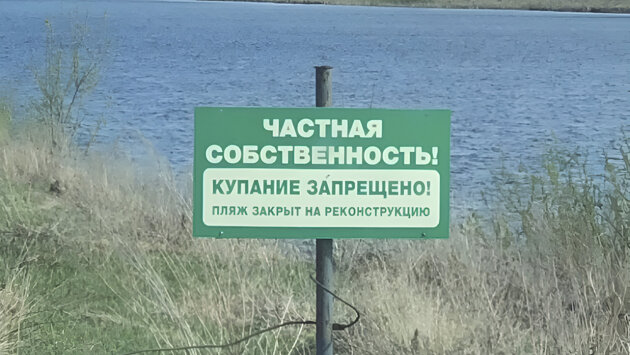 ЧАСТНАЯ
СОБСТВЕННОСТЬ!
КУПАНИЕ ЗАПРЕЩЕНО!
ПЛЯЖ ЗАКРЫТ НА РЕКОНСТРУКЦИЮ